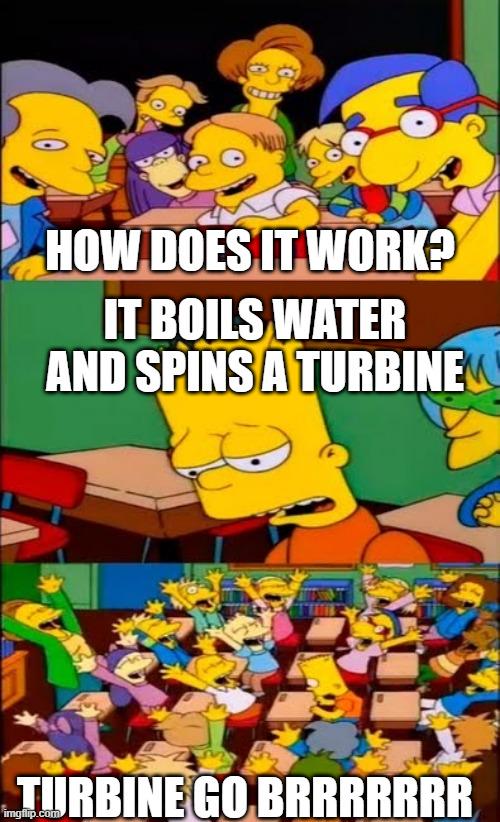 HOW DOES IT WORK?
IT BOILS WATER
AND SPINS A TURBINE
TURBINE GO BRRRRRRR
imgflip.com